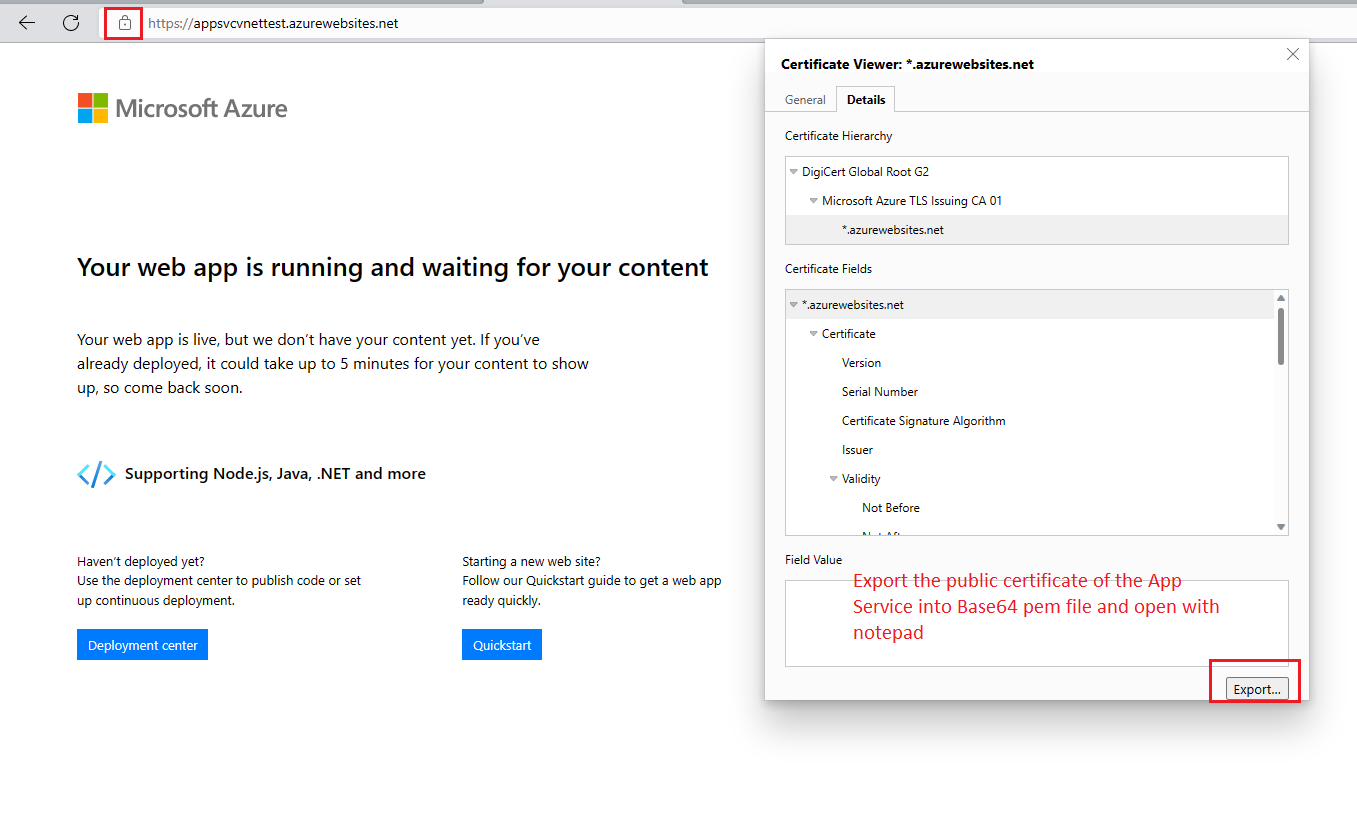 https://appsvcvnettest.azurewebsites.net
Microsoft Azure
Your web app is running and waiting for your content
Your web app is live, but we don’t have your content yet. If you’ve
already deployed, it could take up to 5 minutes for your content to show
up, so come back soon.
Supporting Node.js, Java, .NET and more
Haven’t deployed yet?
Use the deployment center to publish code or set
up continuous deployment.
Deployment center
Starting a new web site?
Follow our Quickstart guide to get a web app
ready quickly.
Quickstart
Certificate Viewer: *.azurewebsites.net
General
Details
Certificate Hierarchy
DigiCert Global Root G2
Microsoft Azure TLS Issuing CA 01
*.azurewebsites.net
Certificate Fields
*.azurewebsites.net
Certificate
Version
Serial Number
Certificate Signature Algorithm
Issuer
Validity
Not Before
Not After
Field Value
Export the public certificate of the App
Service into Base64 pem file and open with
notepad
Export...